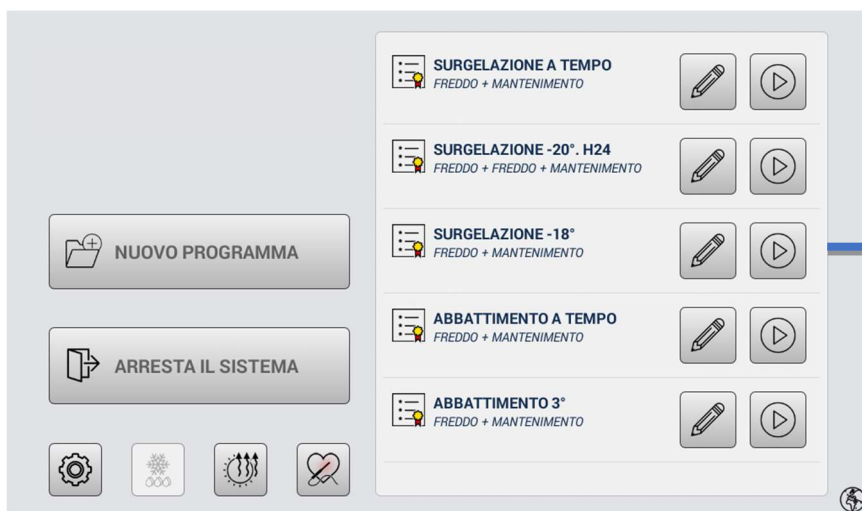 SURGELAZIONE A TEMPO
FREDDO + MANTENIMENTO
SURGELAZIONE -20°. H24
FREDDO + FREDDO + MANTENIMENTO
SURGELAZIONE -18°
FREDDO + MANTENIMENTO
ABBATTIMENTO A TEMPO
FREDDO + MANTENIMENTO
ABBATTIMENTO 3°
FREDDO + MANTENIMENTO
NUOVO PROGRAMMA
ARRESTA IL SISTEMA